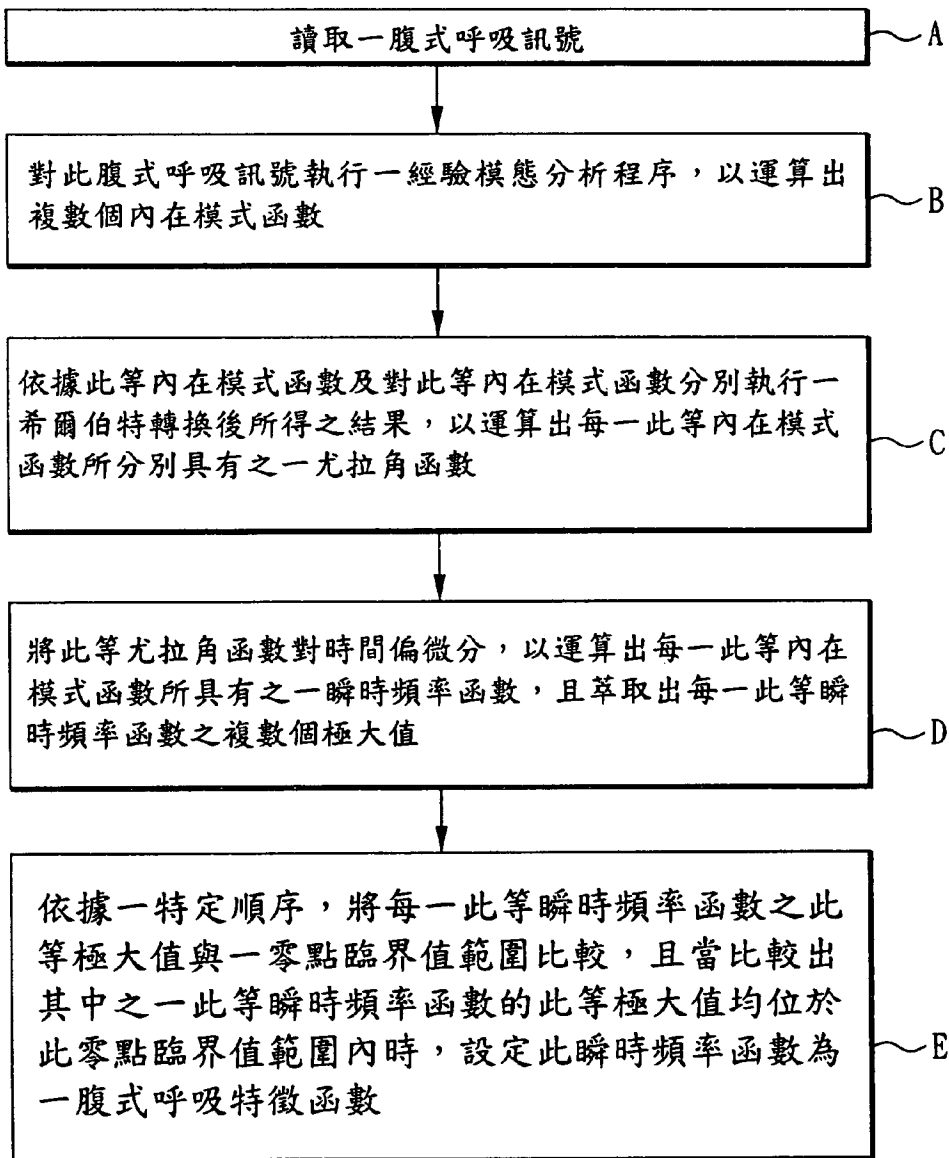 讀取一腹式呼吸訊號
A
對此腹式呼吸訊號執行一經驗模態分析程序，以運算出
複數個內在模式函數
B
依據此等內在模式函數及對此等內在模式函數分別執行一
希爾伯特轉換後所得之結果，以運算出每一此等內在模式
函數所分別具有之一尤拉角函數
C
將此等尤拉角函數對時間偏微分，以運算出每一此等內在
模式函數所具有之一瞬時頻率函數，且萃取出每一此等瞬
時頻率函數之複數個極大值
D
依據一特定順序，將每一此等瞬時頻率函數之此
等極大值與一零點臨界值範圍比較，且當比較出
其中之一此等瞬時頻率函數的此等極大值均位於
此零點臨界值範圍內時，設定此瞬時頻率函數為
一腹式呼吸特徵函數
E